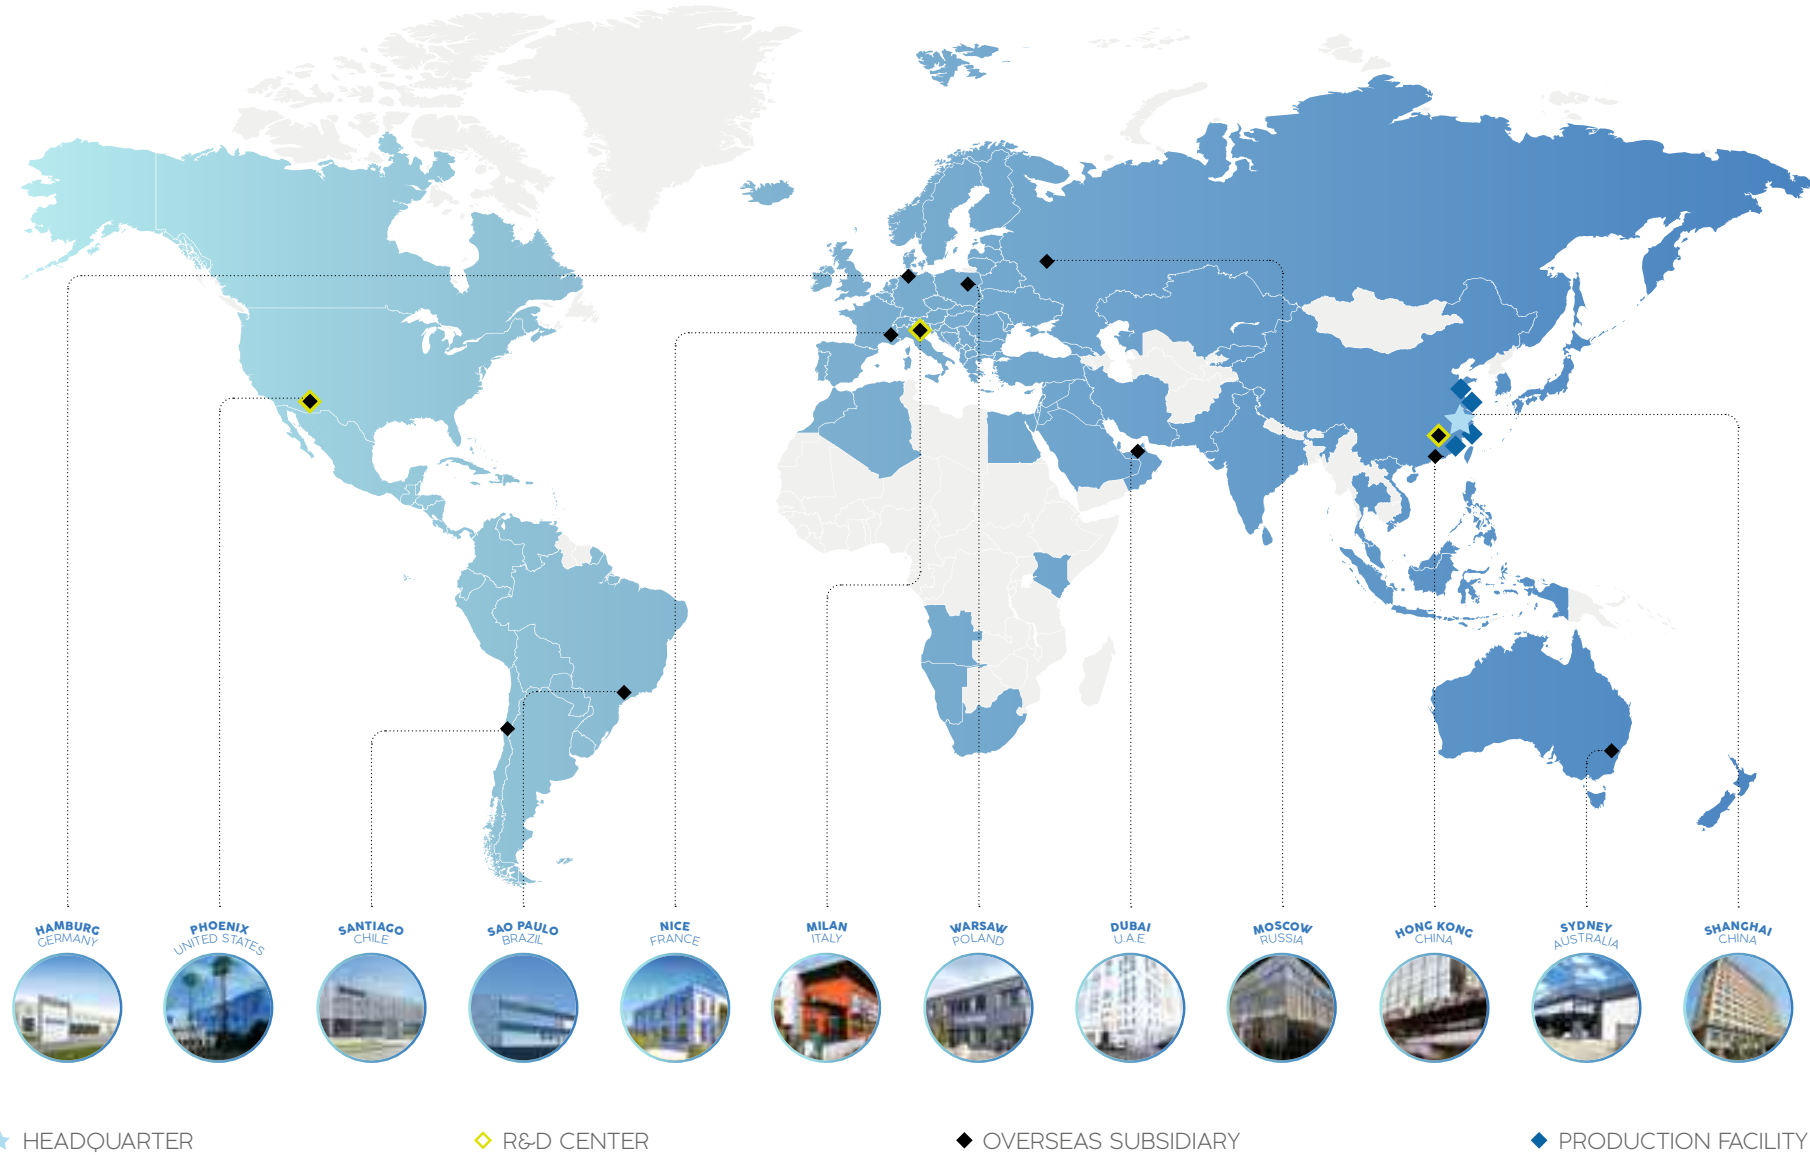 HAMBURG
GERMANY
PHOENIX
UNITED STATES
SANTIAGO
CHILE
SAO PAULO
BRAZIL
NICE
FRANCE
MILAN
ITALY
WARSAW
POLAND
DUBAI
U.A.E
MOSCOW
RUSSIA
HONG KONG
CHINA
SYDNEY
AUSTRALIA
SHANGHAI
CHINA
HEADQUARTER
R&D CENTER
OVERSEAS SUBSIDIARY
PRODUCTION FACILITY